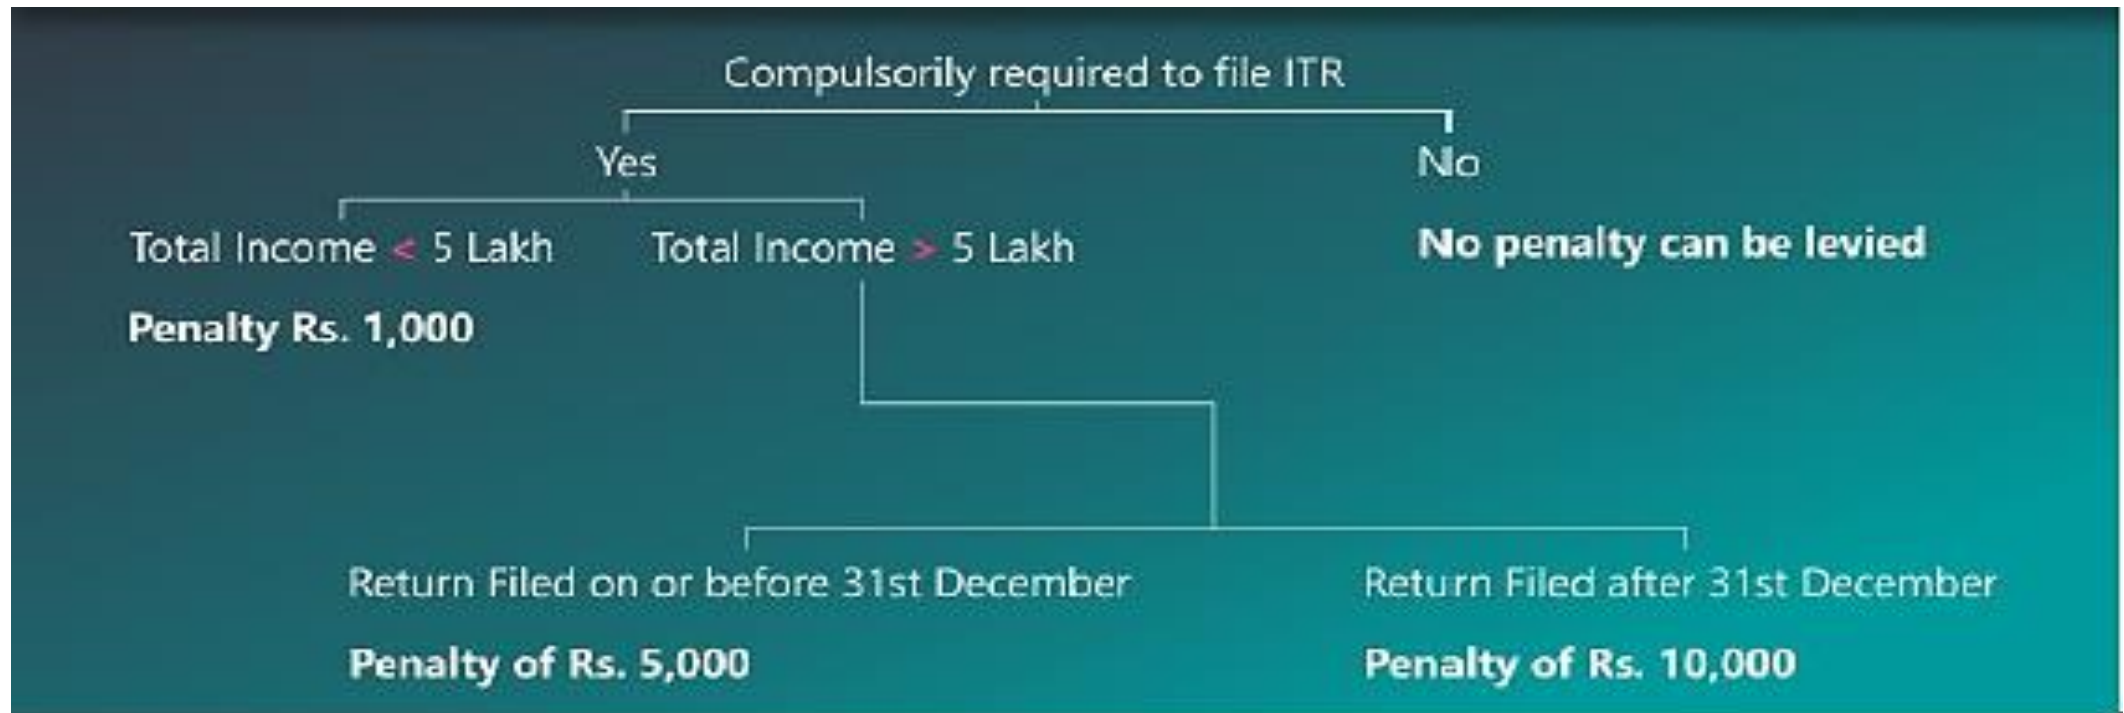 Compulsorily required to file ITR
Yes
No
Total Income < 5 Lakh
Total Income > 5 Lakh
No penalty can be levied
Penalty Rs. 1,000
Return Filed on or before 31st December
Return Filed after 31st December
Penalty of Rs. 5,000
Penalty of Rs. 10,000